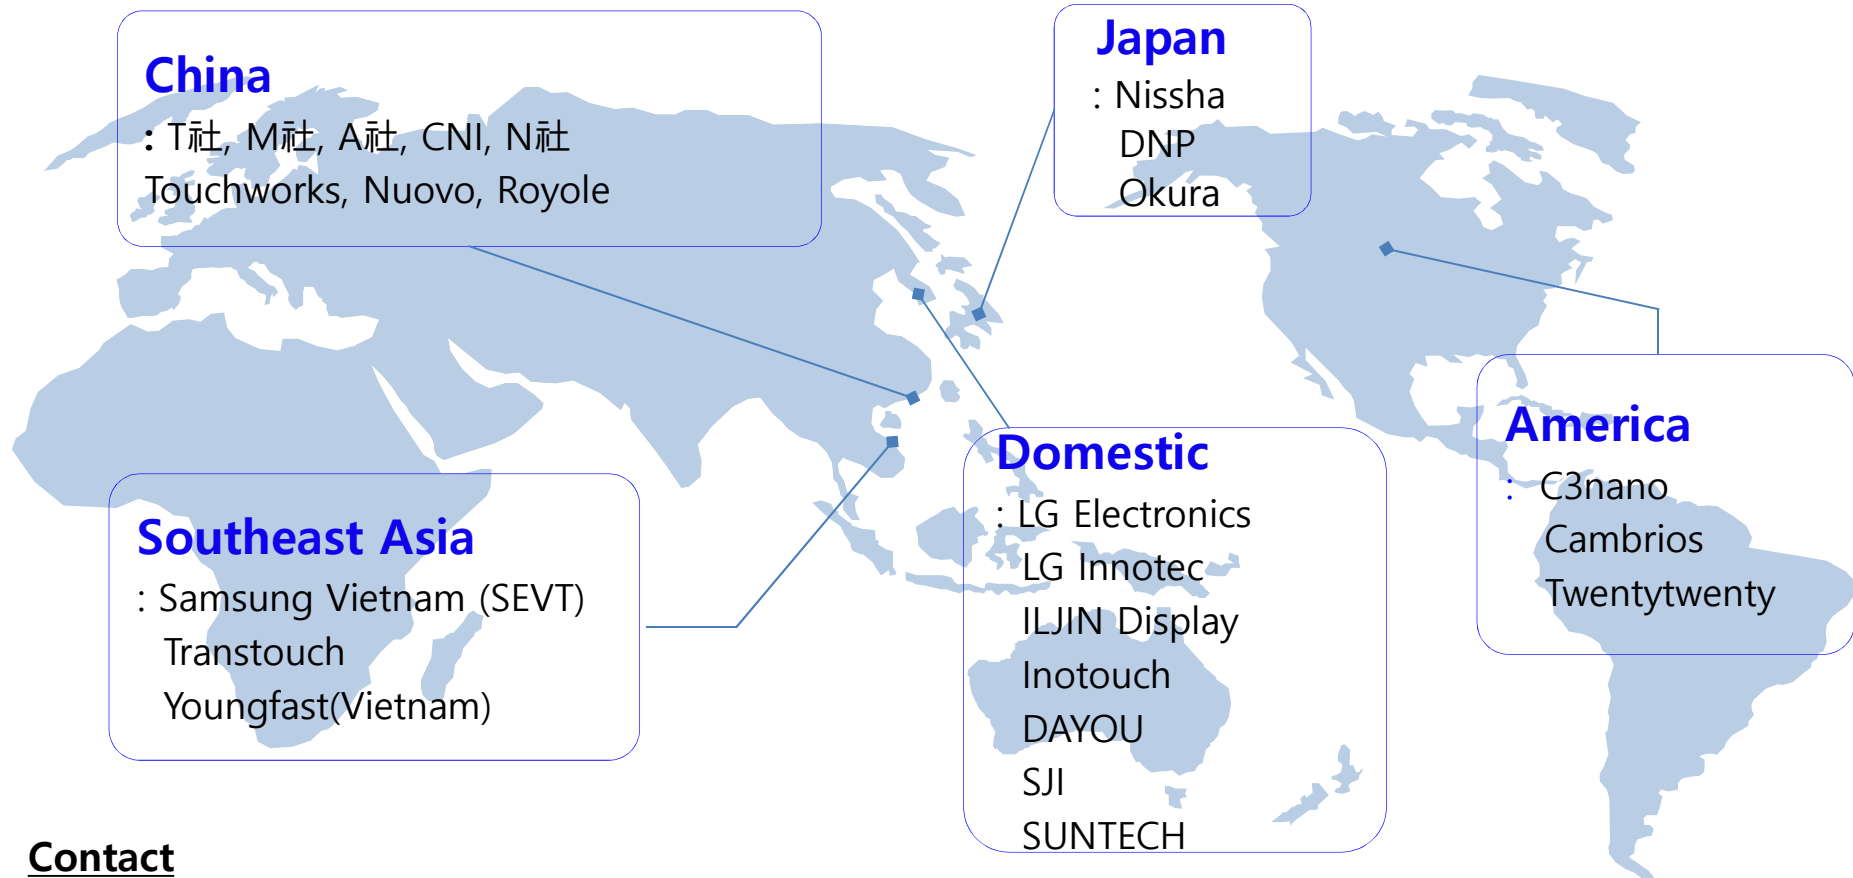 China
: T社, M社, A社, CNI, N社
Touchworks, Nuovo, Royole
Japan
: Nissha
DNP
Okura
Southeast Asia
: Samsung Vietnam (SEVT)
Transtouch
Youngfast(Vietnam)
Domestic
: LG Electronics
LG Innotec
ILJIN Display
Inotouch
DAYOU
SJI
SUNTECH
America
: C3nano
Cambrios
Twentytwenty
Contact